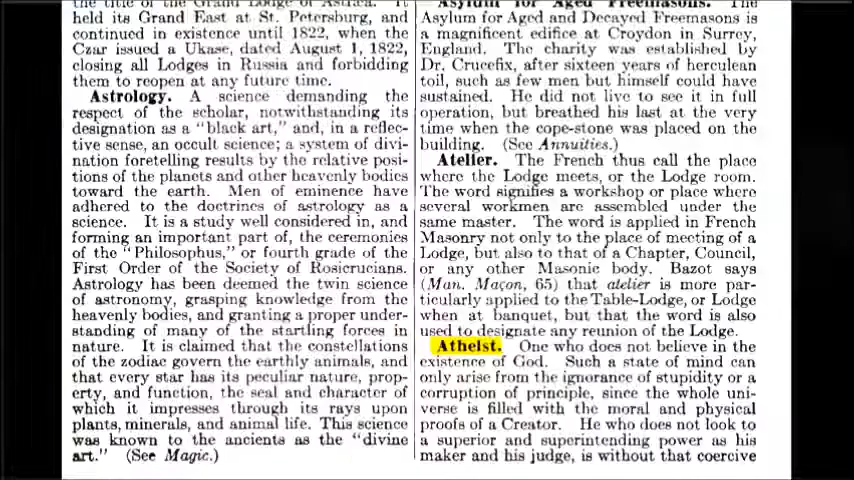 the title of the Grand Lodge of Astrea. It
held its Grand East at St. Petersburg, and
continued in existence until 1822, when the
Czar issued a Ukase, dated August 1, 1822,
closing all Lodges in Russia and forbidding
them to reopen at any future time.
Astrology. A science demanding the
respect of the scholar, notwithstanding its
designation as a "black art," and, in a reflec-
tive sense, an occult science; a system of divi-
nation foretelling results by the relative posi-
tions of the planets and other heavenly bodies
toward the earth. Men of eminence have
adhered to the doctrines of astrology as a
science. It is a study well considered in, and
forming an important part of, the ceremonies
of the "Philosophus," or fourth grade of the
First Order of the Society of Rosicrucians.
Astrology has been deemed the twin science
of astronomy, grasping knowledge from the
heavenly bodies, and granting a proper under-
standing of many of the startling forces in
nature. It is claimed that the constellations
of the zodiac govern the earthly animals, and
that every star has its peculiar nature, prop-
erty, and function, the seal and character of
which it impresses through its rays upon
plants, minerals, and animal life. This science
was known to the ancients as the "divine
art." (See Magic.)
Asylum for Aged Freemasons. The
Asylum for Aged and Decayed Freemasons is
a magnificent edifice at Croydon in Surrey,
England. The charity was established by
Dr. Crucefix, after sixteen years of herculean
toil, such as few men but himself could have
sustained. He did not live to see it in full
operation, but breathed his last at the very
time when the cope-stone was placed on the
building. (See Annuities.)
Atelier. The French thus call the place
where the Lodge meets, or the Lodge room.
The word signifies a workshop or place where
several workmen are assembled under the
same master. The word is applied in French
Masonry not only to the place of meeting of a
Lodge, but also to that of a Chapter, Council,
or any other Masonic body. Bazot says
(Man. Maçon, 65) that atelier is more par-
ticularly applied to the Table-Lodge, or Lodge
when at banquet, but that the word is also
used to designate any reunion of the Lodge.
Atheist. One who does not believe in the
existence of God. Such a state of mind can
only arise from the ignorance of stupidity or a
corruption of principle, since the whole uni-
verse is filled with the moral and physical
proofs of a Creator. He who does not look to
a superior and superintending power as his
maker and his judge, is without that coercive